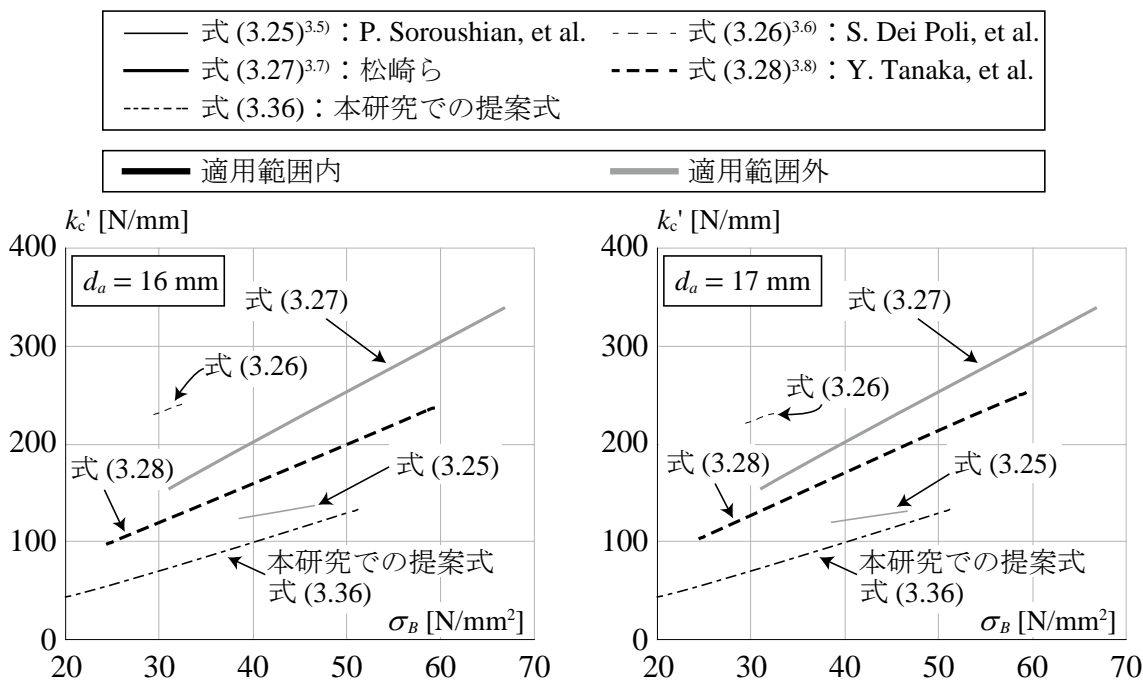 式 (3.25)3.5)：P. Soroushian, et al.
式 (3.26)3.6)：S. Dei Poli, et al.
式 (3.27)3.7)：松崎ら
式 (3.28)3.8)：Y. Tanaka, et al.
式 (3.36)：本研究での提案式
適用範囲内
適用範囲外
kc' [N/mm]
400
300
200
100
0
da = 16 mm
式 (3.27)
式 (3.26)
式 (3.28)
式 (3.25)
本研究での提案式
式 (3.36)
σB [N/mm2]
20 30 40 50 60 70
kc' [N/mm]
400
300
200
100
0
da = 17 mm
式 (3.27)
式 (3.26)
式 (3.28)
式 (3.25)
本研究での提案式
式 (3.36)
σB [N/mm2]
20 30 40 50 60 70